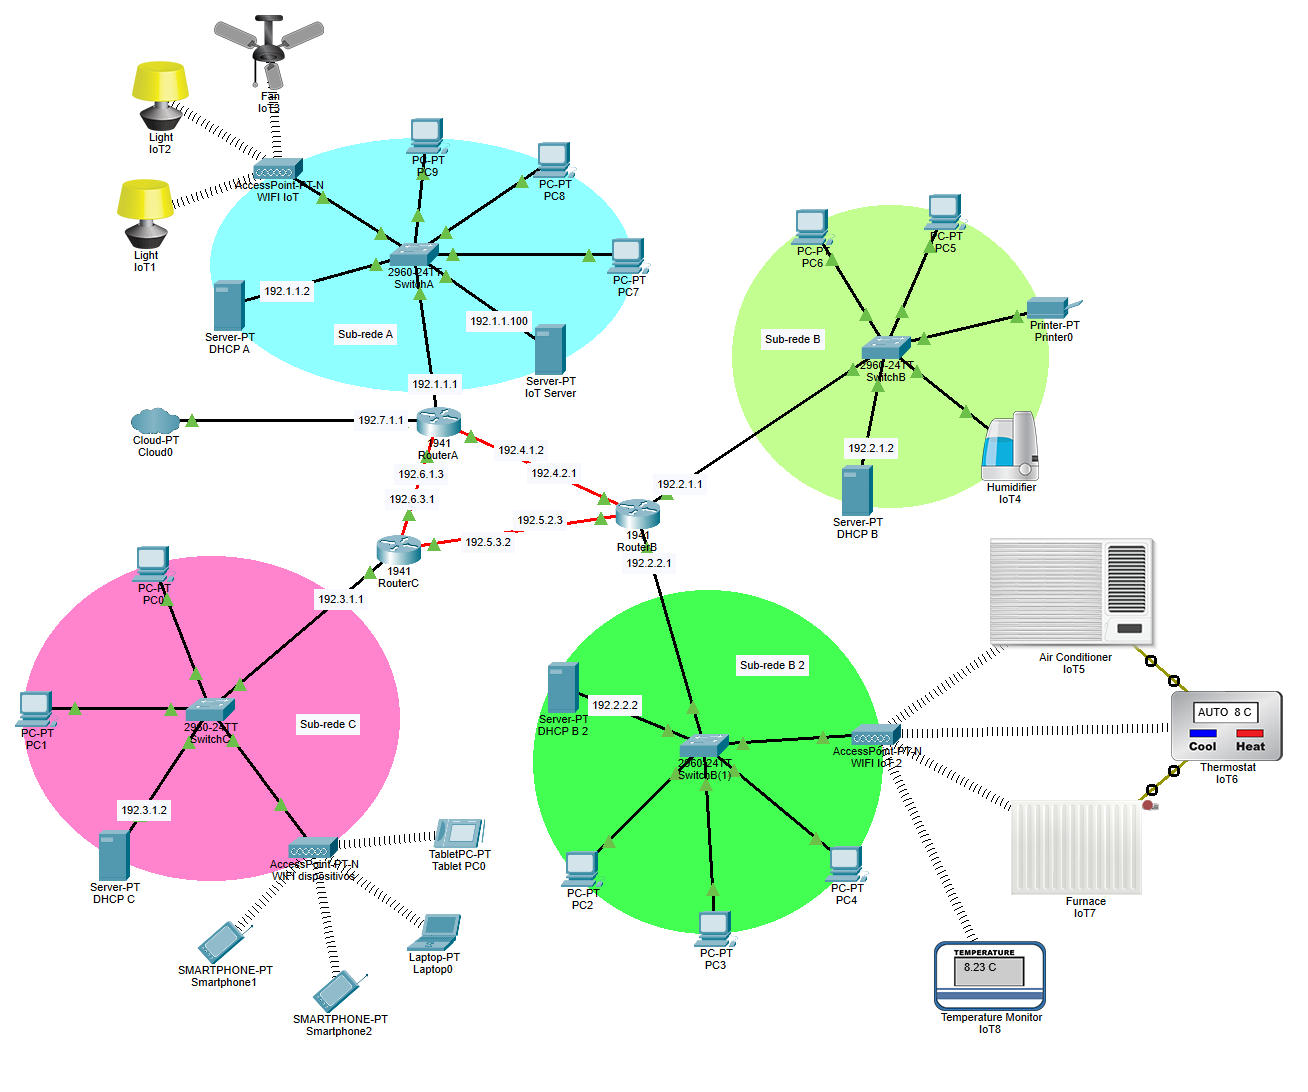 Fan
IoT3
Light
IoT2
Light
IoT1
AccessPoint-PT-N
WIFI IoT
PC-PT
PC9
PC-PT
PC8
PC-PT
PC7
2960-24TT
SwitchA
192.1.1.2
Server-PT
DHCP A
Sub-rede A
192.1.1.100
Server-PT
IoT Server
192.1.1.1
Cloud-PT
Cloud0
192.7.1.1
1941
RouterA
192.4.1.2
192.4.2.1
192.6.1.3
192.6.3.1
192.5.2.3
192.5.3.2
1941
RouterC
1941
RouterB
192.2.1.1
192.2.2.1
PC-PT
PC6
PC-PT
PC5
Printer-PT
Printer0
Sub-rede B
2960-24TT
SwitchB
192.2.1.2
Server-PT
DHCP B
Humidifier
IoT4
192.3.1.1
PC-PT
PC0
PC-PT
PC1
2960-24TT
SwitchC
Sub-rede C
192.3.1.2
Server-PT
DHCP C
AccessPoint-PT-N
WIFI dispositivos
TabletPC-PT
Tablet PC0
Laptop-PT
Laptop0
SMARTPHONE-PT
Smartphone1
SMARTPHONE-PT
Smartphone2
Sub-rede B 2
Server-PT
DHCP B 2
192.2.2.2
2960-24TT
SwitchB(1)
AccessPoint-PT-N
WIFI IoT 2
PC-PT
PC2
PC-PT
PC3
PC-PT
PC4
Air Conditioner
IoT5
AUTO 8 C
Cool Heat
Thermostat
IoT6
Furnace
IoT7
TEMPERATURE
8.23 C
Temperature Monitor
IoT8